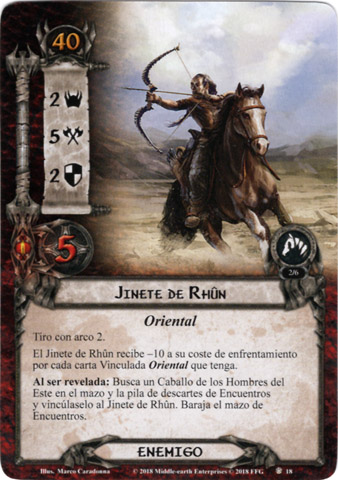 40
2
5
2
5
2/6
Jinete de Rhûn
Oriental
Tiro con arco 2.
El Jinete de Rhûn recibe –10 a su coste de enfrentamiento
por cada carta Vinculada Oriental que tenga.
Al ser revelada: Busca un Caballo de los Hombres del
Este en el mazo y la pila de descartes de Encuentros
y vincúlaselo al Jinete de Rhûn. Baraja el mazo de
Encuentros.
ENEMIGO
Illus. Marco Caradonna © 2018 Middle-earth Enterprises © 2018 FFG 18